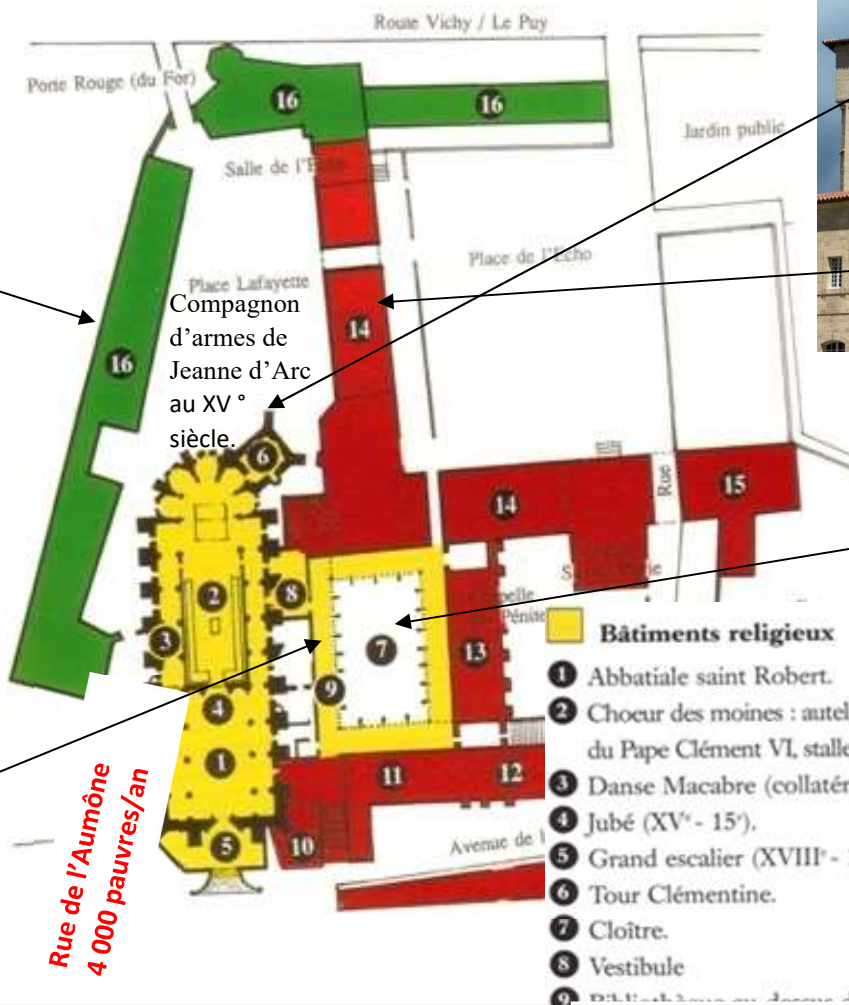 Route Vichy / Le Puy
Porte Rouge (du For)
16
16
Jardin public
Salle de l'Echo
Place de l'Echo
Place Lafayette
Compagnon
d'armes de
Jeanne d'Arc
au XV °
siècle.
14
16
6
14
Rue
15
2
8
3
7
13
9
4
1
11
12
5
10
Avenue de l
Rue de l'Aumône
4 000 pauvres/an
Bâtiments religieux
1 Abbatiale saint Robert.
2 Choeur des moines : autel
du Pape Clément VI, stalle
3 Danse Macabre (collatér
4 Jubé (XVᵉ - 15ᵉ).
5 Grand escalier (XVIIIᵉ -
6 Tour Clémentine.
7 Cloître.
8 Vestibule
9